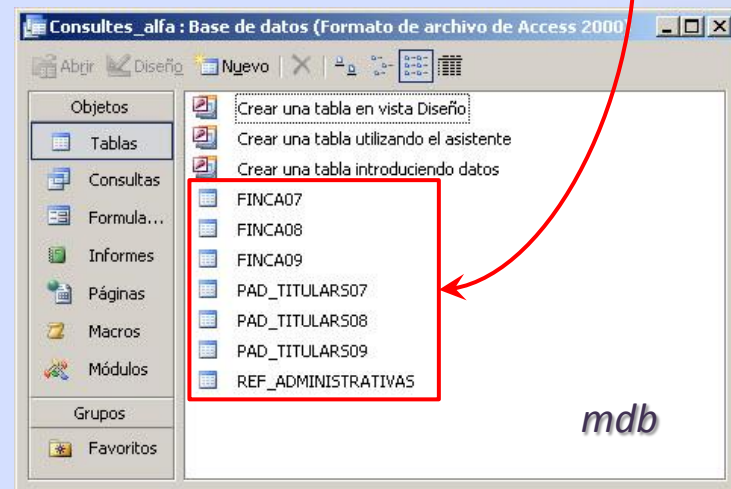 Consultes_alfa : Base de datos (Formato de archivo de Access 2000)
Abrir Diseño Nuevo
Objetos
Tablas
Consultas
Formula...
Informes
Páginas
Macros
Módulos
Grupos
Favoritos
Crear una tabla en vista Diseño
Crear una tabla utilizando el asistente
Crear una tabla introduciendo datos
FINCA07
FINCA08
FINCA09
PAD_TITULARS07
PAD_TITULARS08
PAD_TITULARS09
REF_ADMINISTRATIVAS
mdb